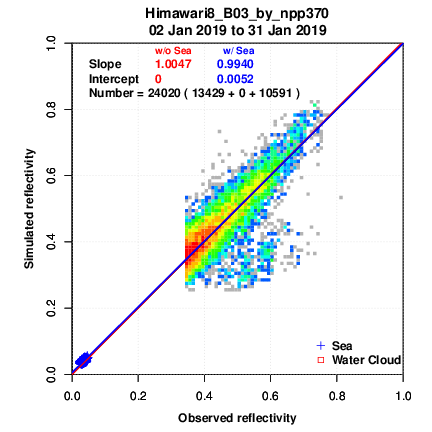 Himawari8_B03_by_npp370
02 Jan 2019 to 31 Jan 2019
w/o Sea w/ Sea
Slope 1.0047 0.9940
Intercept 0 0.0052
Number = 24020 ( 13429 + 0 + 10591 )
Simulated reflectivity
1.0
0.8
0.6
0.4
0.2
0.0
Sea
Water Cloud
0.0 0.2 0.4 0.6 0.8 1.0
Observed reflectivity